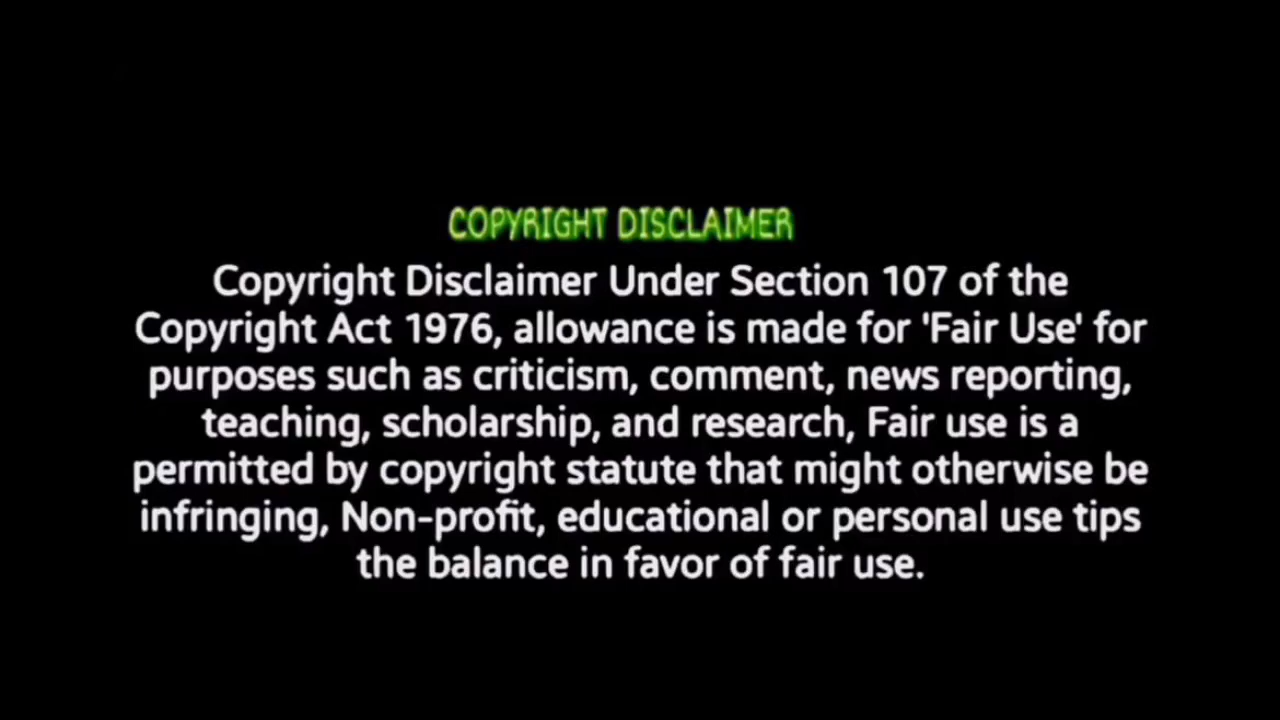 COPYRIGHT DISCLAIMER
Copyright Disclaimer Under Section 107 of the
Copyright Act 1976, allowance is made for 'Fair Use' for
purposes such as criticism, comment, news reporting,
teaching, scholarship, and research, Fair use is a
permitted by copyright statute that might otherwise be
infringing, Non-profit, educational or personal use tips
the balance in favor of fair use.